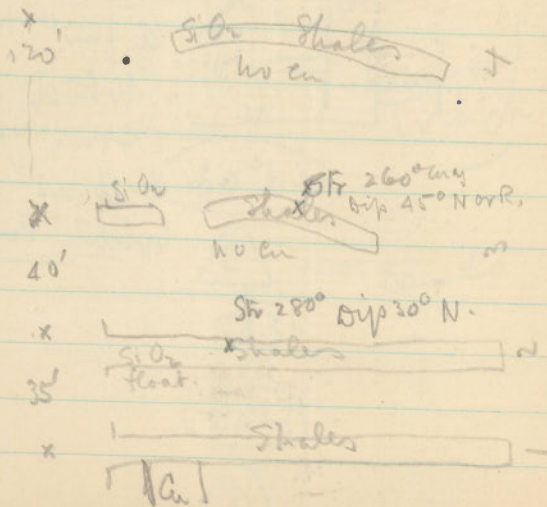 x
120'
SiO2 Shales
no Cu
x
SiO2
Shales
Str 260°
Dip 45° N or R.
no Cu
40'
Str 280° Dip 30° N.
x
SiO2 x Shales
float.
35'
Shales
x
Cu